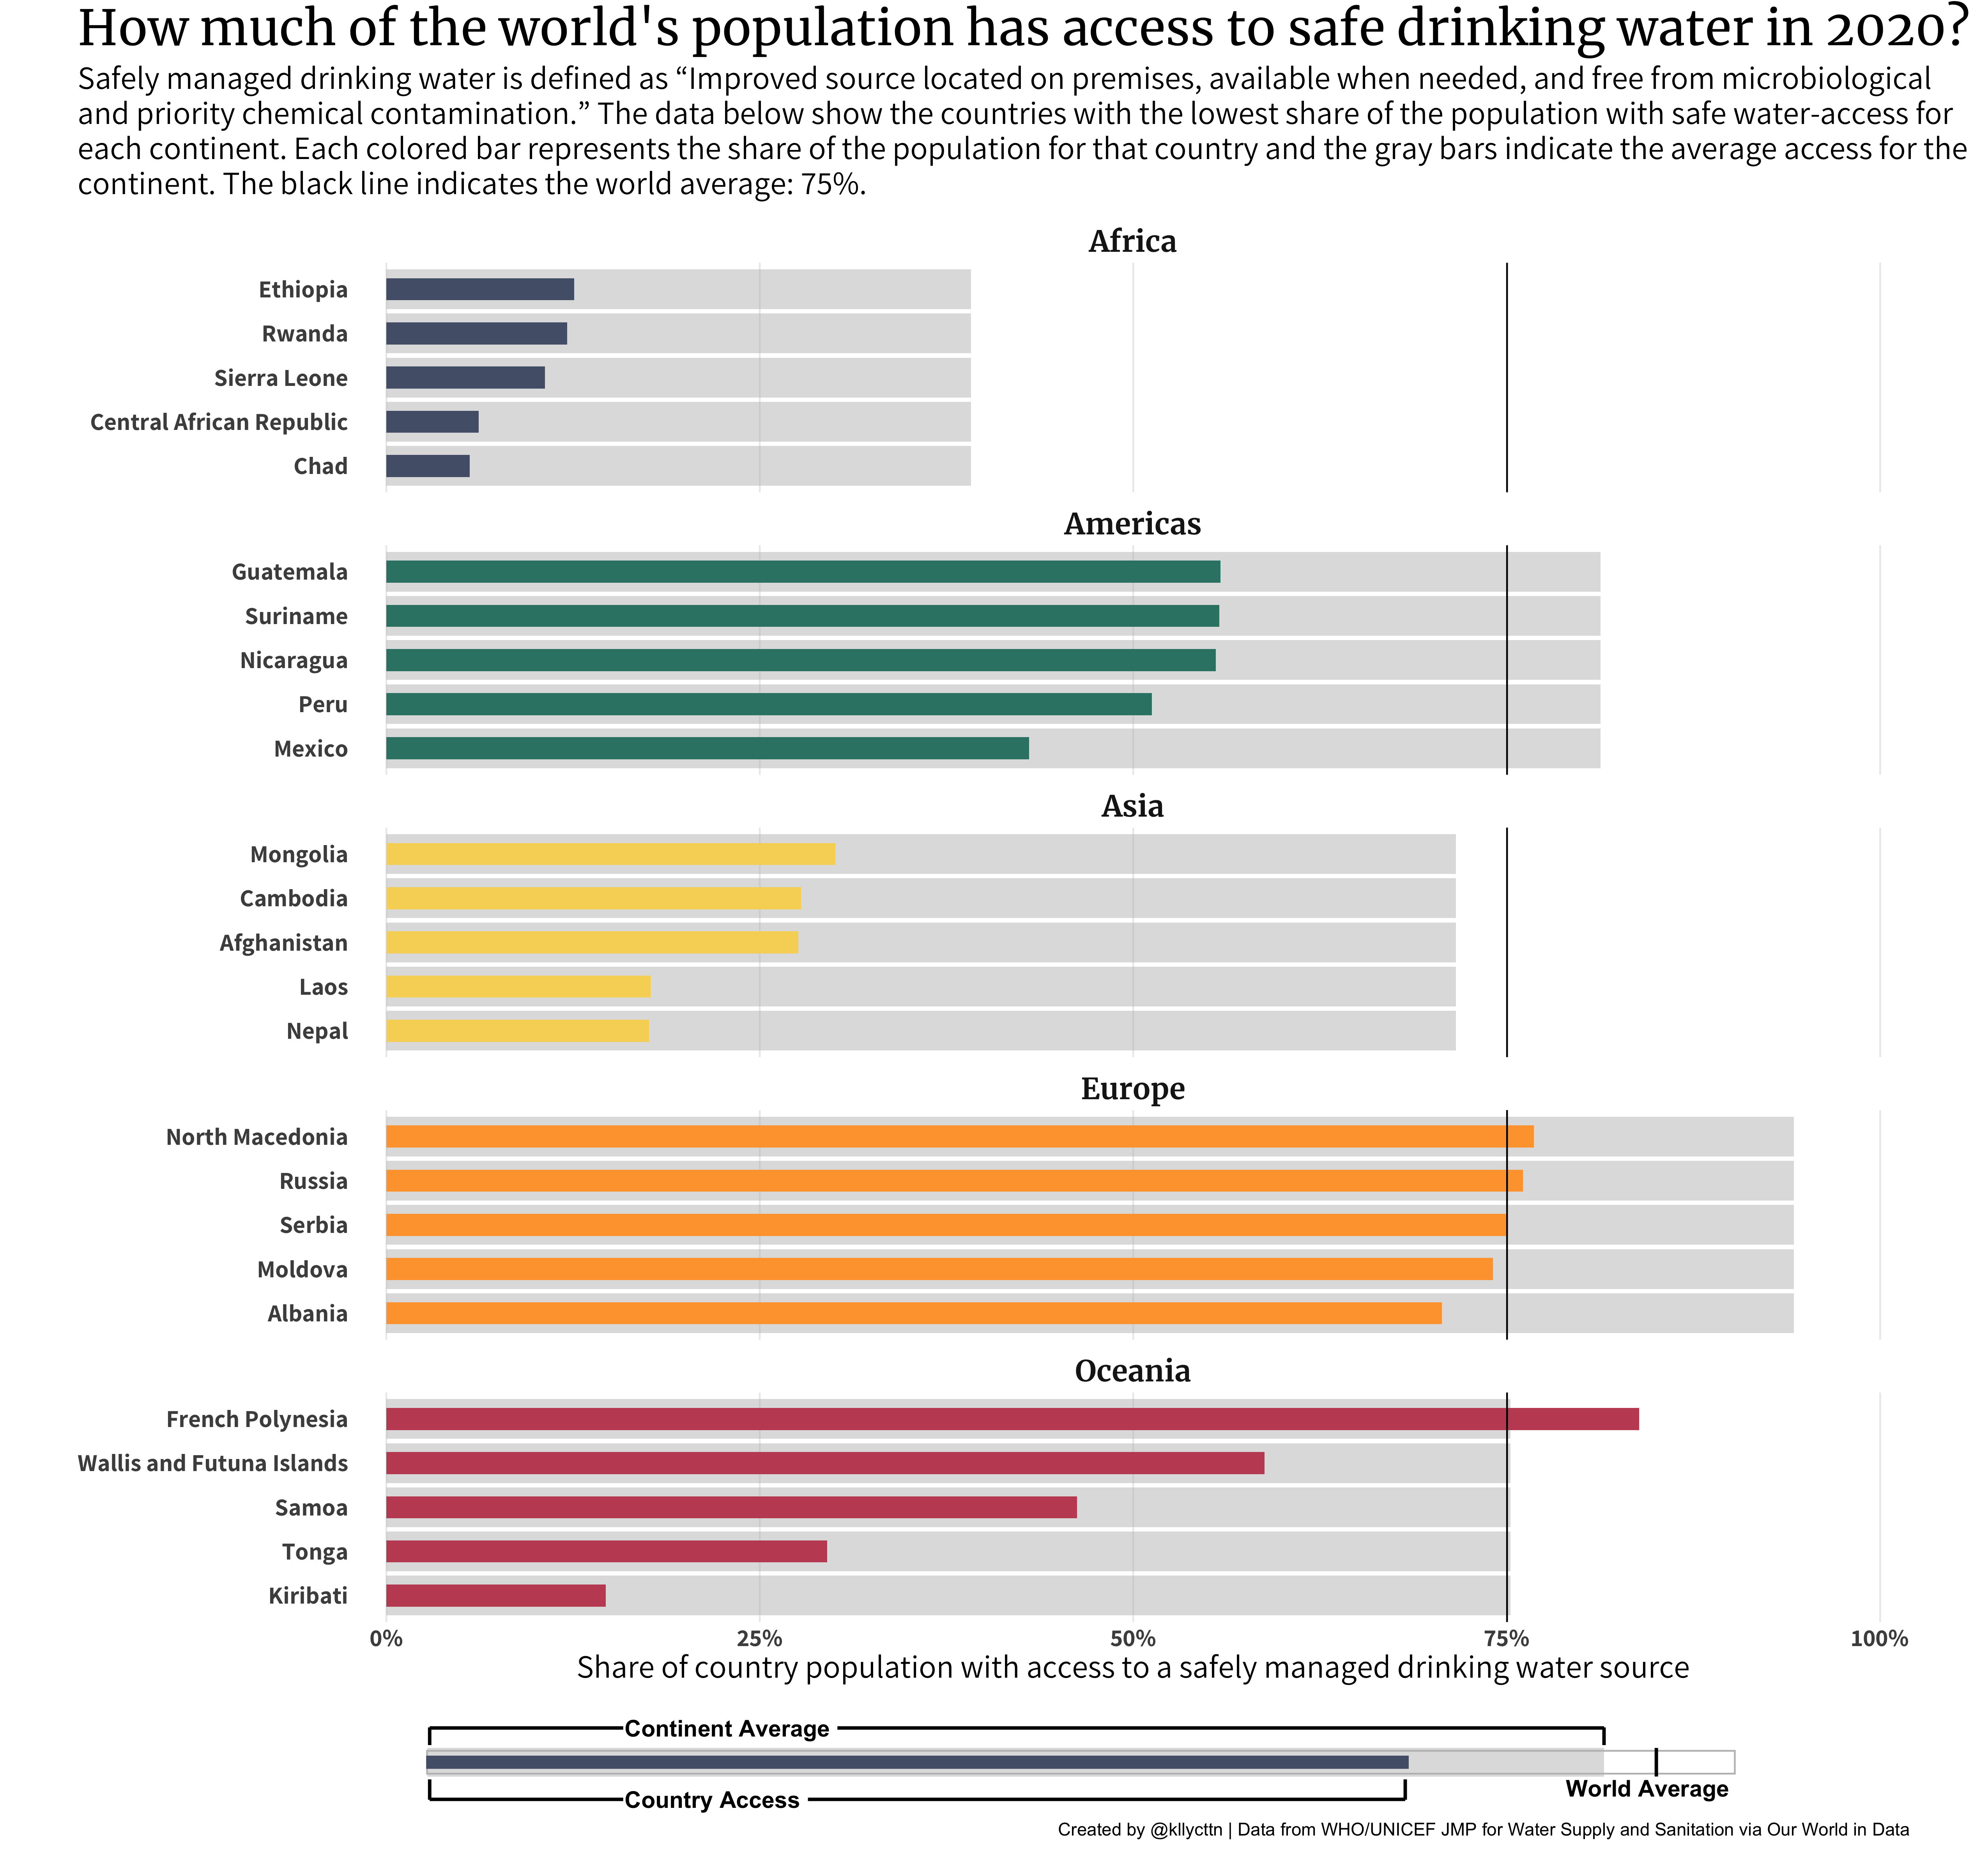 How much of the world's population has access to safe drinking water in 2020?
Safely managed drinking water is defined as “Improved source located on premises, available when needed, and free from microbiological
and priority chemical contamination.” The data below show the countries with the lowest share of the population with safe water-access for
each continent. Each colored bar represents the share of the population for that country and the gray bars indicate the average access for the
continent. The black line indicates the world average: 75%.
Africa
Ethiopia
Rwanda
Sierra Leone
Central African Republic
Chad
Americas
Guatemala
Suriname
Nicaragua
Peru
Mexico
Asia
Mongolia
Cambodia
Afghanistan
Laos
Nepal
Europe
North Macedonia
Russia
Serbia
Moldova
Albania
Oceania
French Polynesia
Wallis and Futuna Islands
Samoa
Tonga
Kiribati
0% 25% 50% 75% 100%
Share of country population with access to a safely managed drinking water source
Continent Average
World Average
Country Access
Created by @kllycttn | Data from WHO/UNICEF JMP for Water Supply and Sanitation via Our World in Data